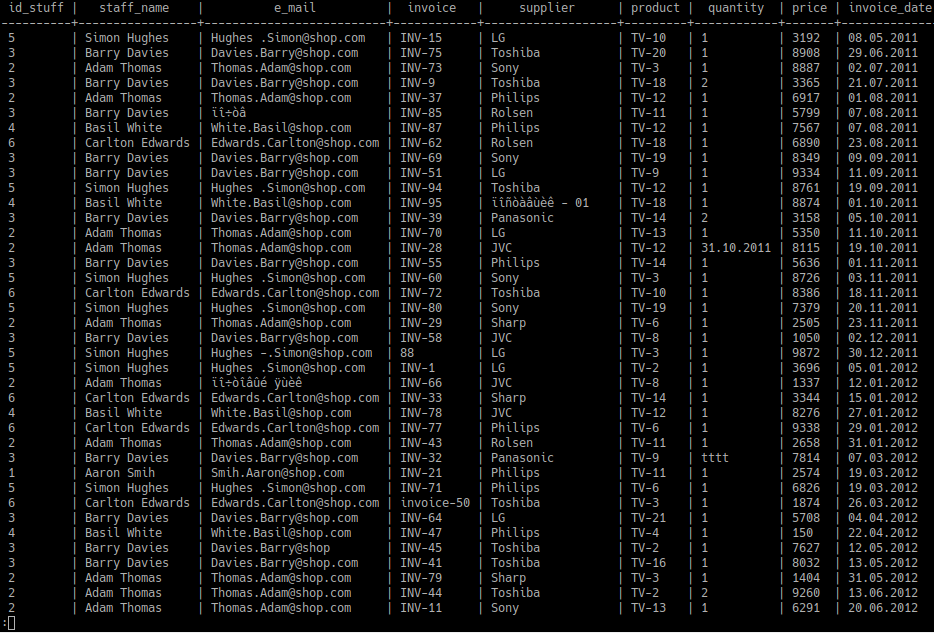 id_stuff | staff_name | e_mail | invoice | supplier | product | quantity | price | invoice_date
5 | Simon Hughes | Hughes .Simon@shop.com | INV-15 | LG | TV-10 | 1 | 3192 | 08.05.2011
3 | Barry Davies | Davies.Barry@shop.com | INV-75 | Toshiba | TV-20 | 1 | 8908 | 29.06.2011
2 | Adam Thomas | Thomas.Adam@shop.com | INV-73 | Sony | TV-3 | 1 | 8887 | 02.07.2011
3 | Barry Davies | Davies.Barry@shop.com | INV-9 | Toshiba | TV-18 | 2 | 3365 | 21.07.2011
2 | Adam Thomas | Thomas.Adam@shop.com | INV-37 | Philips | TV-12 | 1 | 6917 | 01.08.2011
3 | Barry Davies | ïî÷òâ | INV-85 | Rolsen | TV-11 | 1 | 5799 | 07.08.2011
4 | Basil White | White.Basil@shop.com | INV-87 | Philips | TV-12 | 1 | 7567 | 07.08.2011
6 | Carlton Edwards | Edwards.Carlton@shop.com | INV-62 | Rolsen | TV-18 | 1 | 6890 | 23.08.2011
3 | Barry Davies | Davies.Barry@shop.com | INV-69 | Sony | TV-19 | 1 | 8349 | 09.09.2011
3 | Barry Davies | Davies.Barry@shop.com | INV-51 | LG | TV-9 | 1 | 9334 | 11.09.2011
5 | Simon Hughes | Hughes .Simon@shop.com | INV-94 | Toshiba | TV-12 | 1 | 8761 | 19.09.2011
4 | Basil White | White.Basil@shop.com | INV-95 | ïîñòàâùèê - 01 | TV-18 | 1 | 8874 | 01.10.2011
3 | Barry Davies | Davies.Barry@shop.com | INV-39 | Panasonic | TV-14 | 2 | 3158 | 05.10.2011
2 | Adam Thomas | Thomas.Adam@shop.com | INV-70 | LG | TV-13 | 1 | 5350 | 11.10.2011
2 | Adam Thomas | Thomas.Adam@shop.com | INV-28 | JVC | TV-12 | 31.10.2011 | 8115 | 19.10.2011
3 | Barry Davies | Davies.Barry@shop.com | INV-55 | Philips | TV-14 | 1 | 5636 | 01.11.2011
5 | Simon Hughes | Hughes .Simon@shop.com | INV-60 | Sony | TV-3 | 1 | 8726 | 03.11.2011
6 | Carlton Edwards | Edwards.Carlton@shop.com | INV-72 | Toshiba | TV-10 | 1 | 8386 | 18.11.2011
5 | Simon Hughes | Hughes .Simon@shop.com | INV-80 | Sony | TV-19 | 1 | 7379 | 20.11.2011
2 | Adam Thomas | Thomas.Adam@shop.com | INV-29 | Sharp | TV-6 | 1 | 2505 | 23.11.2011
3 | Barry Davies | Davies.Barry@shop.com | INV-58 | JVC | TV-8 | 1 | 1050 | 02.12.2011
5 | Simon Hughes | Hughes -.Simon@shop.com | 88 | LG | TV-3 | 1 | 9872 | 30.12.2011
5 | Simon Hughes | Hughes .Simon@shop.com | INV-1 | LG | TV-2 | 1 | 3696 | 05.01.2012
2 | Adam Thomas | ïî÷òîâûé ÿùèê | INV-66 | JVC | TV-8 | 1 | 1337 | 12.01.2012
6 | Carlton Edwards | Edwards.Carlton@shop.com | INV-33 | Sharp | TV-14 | 1 | 3344 | 15.01.2012
4 | Basil White | White.Basil@shop.com | INV-78 | JVC | TV-12 | 1 | 8276 | 27.01.2012
6 | Carlton Edwards | Edwards.Carlton@shop.com | INV-77 | Philips | TV-6 | 1 | 9338 | 29.01.2012
2 | Adam Thomas | Thomas.Adam@shop.com | INV-43 | Rolsen | TV-11 | 1 | 2658 | 31.01.2012
3 | Barry Davies | Davies.Barry@shop.com | INV-32 | Panasonic | TV-9 | tttt | 7814 | 07.03.2012
1 | Aaron Smih | Smih.Aaron@shop.com | INV-21 | Philips | TV-11 | 1 | 2574 | 19.03.2012
5 | Simon Hughes | Hughes .Simon@shop.com | INV-71 | Philips | TV-6 | 1 | 6826 | 19.03.2012
6 | Carlton Edwards | Edwards.Carlton@shop.com | invoice-50 | Toshiba | TV-3 | 1 | 1874 | 26.03.2012
3 | Barry Davies | Davies.Barry@shop.com | INV-64 | LG | TV-21 | 1 | 5708 | 04.04.2012
4 | Basil White | White.Basil@shop.com | INV-47 | Philips | TV-4 | 1 | 150 | 22.04.2012
3 | Barry Davies | Davies.Barry@shop | INV-45 | Toshiba | TV-2 | 1 | 7627 | 12.05.2012
3 | Barry Davies | Davies.Barry@shop.com | INV-41 | Toshiba | TV-16 | 1 | 8032 | 13.05.2012
2 | Adam Thomas | Thomas.Adam@shop.com | INV-79 | Sharp | TV-3 | 1 | 1404 | 31.05.2012
2 | Adam Thomas | Thomas.Adam@shop.com | INV-44 | Toshiba | TV-2 | 2 | 9260 | 13.06.2012
2 | Adam Thomas | Thomas.Adam@shop.com | INV-11 | Sony | TV-13 | 1 | 6291 | 20.06.2012
: